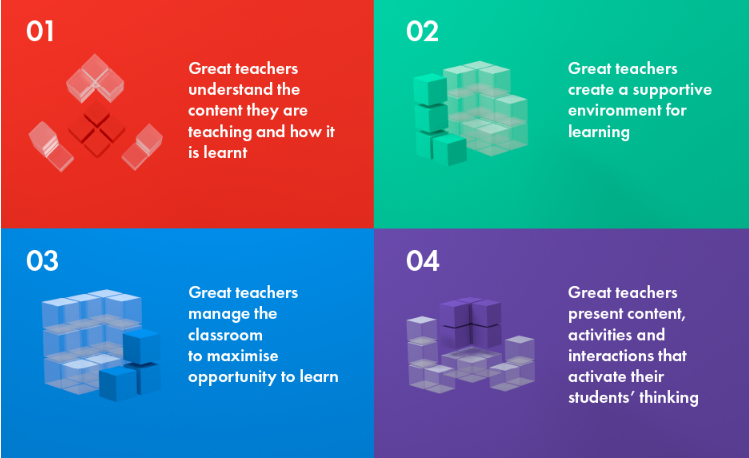 01
Great teachers
understand the
content they are
teaching and how it
is learnt
02
Great teachers
create a supportive
environment for
learning
03
Great teachers
manage the
classroom
to maximise
opportunity to learn
04
Great teachers
present content,
activities and
interactions that
activate their
students’ thinking